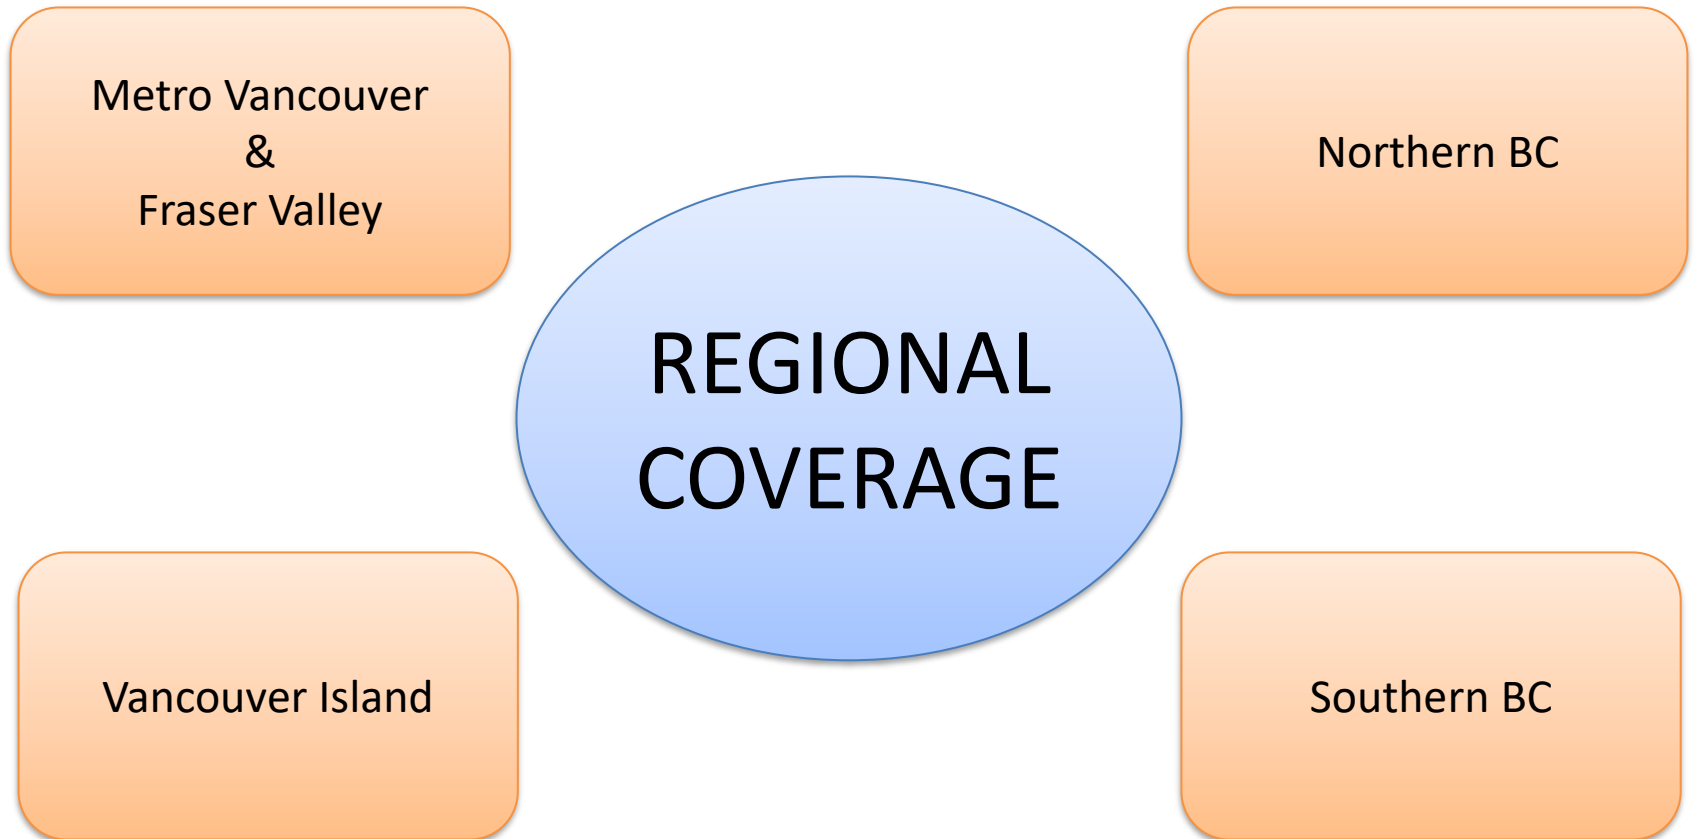 Metro Vancouver
&
Fraser Valley
Northern BC
REGIONAL
COVERAGE
Vancouver Island
Southern BC